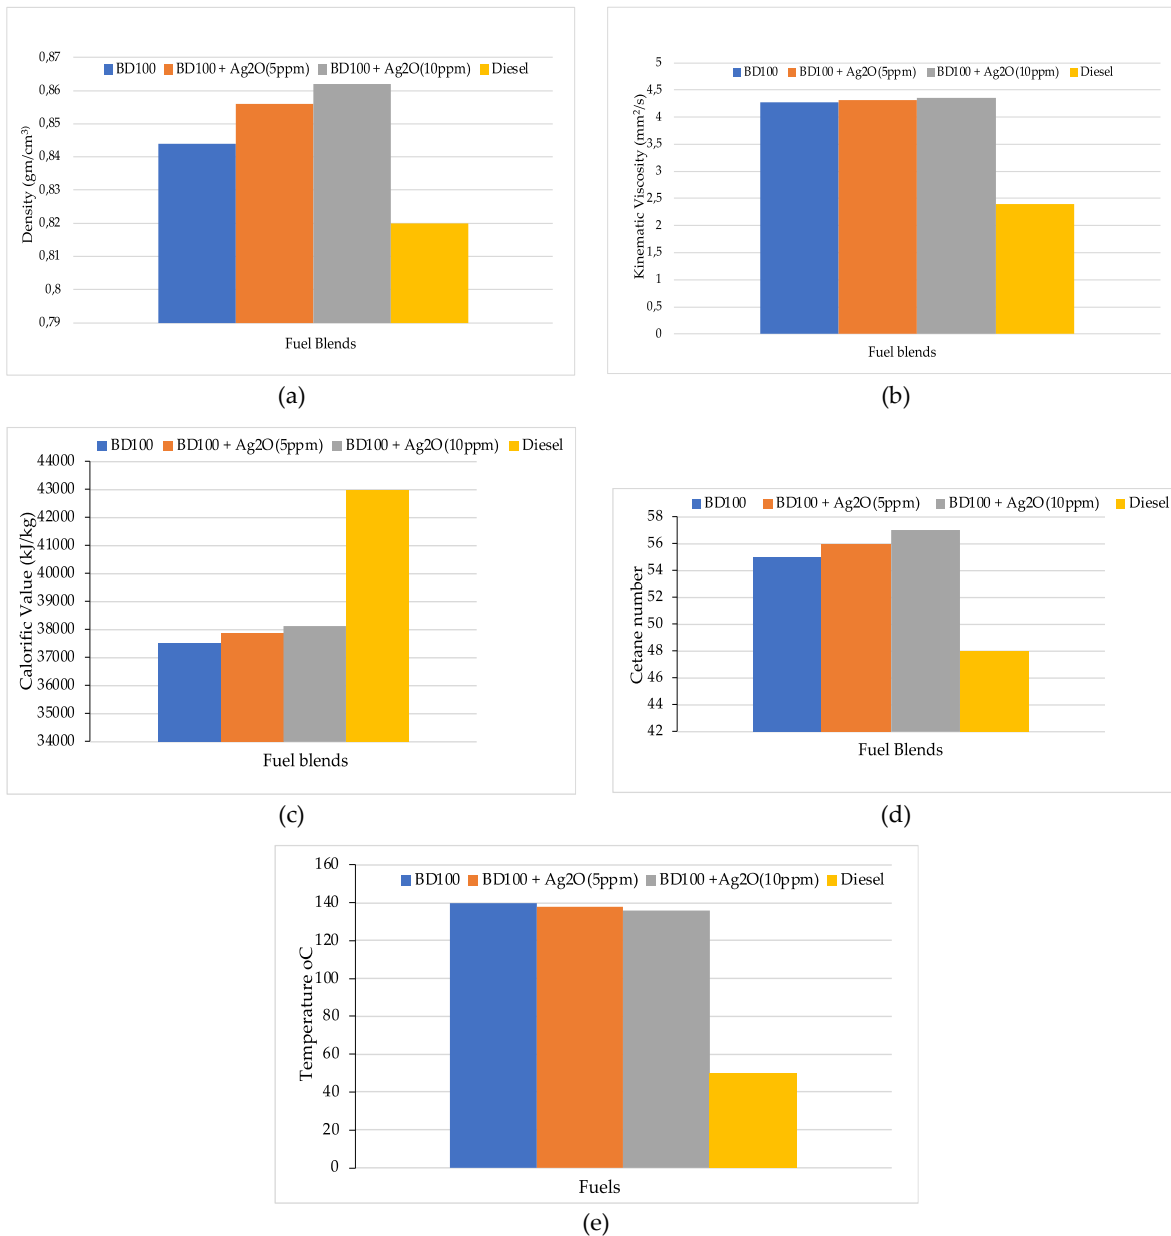 0,87
BD100 BD100 + Ag2O(5ppm) BD100 + Ag2O(10ppm) Diesel
0,86
0,85
0,84
0,83
0,82
0,81
0,8
0,79
Density (gm/cm³)
Fuel Blends
(a)
5
BD100 BD100 + Ag2O(5ppm) BD100 + Ag2O(10ppm) Diesel
4,5
4
3,5
3
2,5
2
1,5
1
0,5
0
Kinematic Viscosity (mm²/s)
Fuel blends
(b)
BD100 BD100 + Ag2O(5ppm) BD100 + Ag2O(10ppm) Diesel
44000
43000
42000
41000
40000
39000
38000
37000
36000
35000
34000
Calorific Value (kJ/kg)
Fuel blends
(c)
BD100 BD100 + Ag2O(5ppm) BD100 + Ag2O(10ppm) Diesel
58
56
54
52
50
48
46
44
42
Cetane number
Fuel Blends
(d)
160
BD100 BD100 + Ag2O(5ppm) BD100 +Ag2O(10ppm) Diesel
140
120
100
80
60
40
20
0
Temperature oC
Fuels
(e)